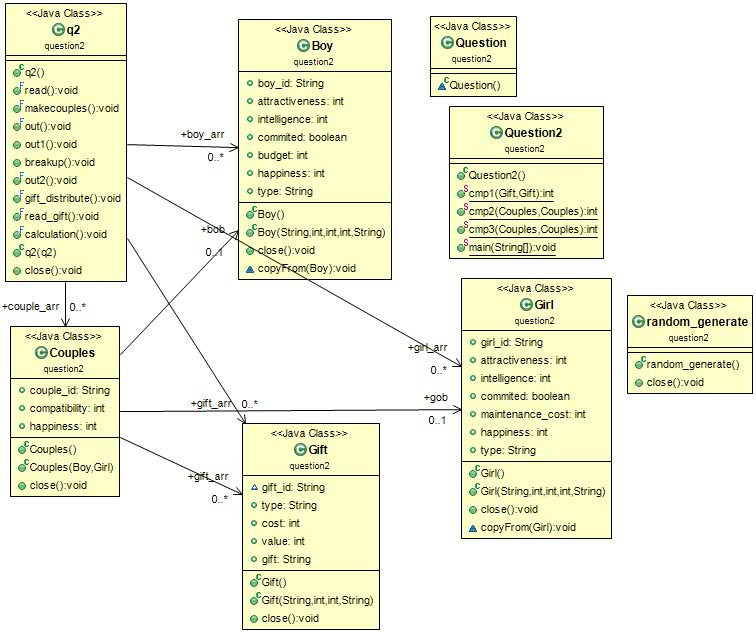 <<Java Class>>
q2
question2
q2()
read():void
makecouples():void
out():void
out1():void
breakup():void
out2():void
gift_distribute():void
read_gift():void
calculation():void
q2(q2)
close():void
+boy_arr
0..*
<<Java Class>>
Boy
question2
boy_id: String
attractiveness: int
intelligence: int
commited: boolean
budget: int
happiness: int
type: String
Boy()
Boy(String,int,int,int,String)
close():void
copyFrom(Boy):void
<<Java Class>>
Question
question2
Question()
<<Java Class>>
Question2
question2
Question2()
cmp1(Gift,Gift):int
cmp2(Couples,Couples):int
cmp3(Couples,Couples):int
main(String[]):void
+bob
0..1
+couple_arr
0..*
<<Java Class>>
Couples
question2
couple_id: String
compatibility: int
happiness: int
Couples()
Couples(Boy,Girl)
close():void
+girl_arr
0..*
+gob
0..1
+gift_arr
0..*
+gift_arr
0..*
<<Java Class>>
Girl
question2
girl_id: String
attractiveness: int
intelligence: int
commited: boolean
maintenance_cost: int
happiness: int
type: String
Girl()
Girl(String,int,int,int,String)
close():void
copyFrom(Girl):void
<<Java Class>>
random_generate
question2
random_generate()
close():void
<<Java Class>>
Gift
question2
gift_id: String
type: String
cost: int
value: int
gift: String
Gift()
Gift(String,int,int,String)
close():void